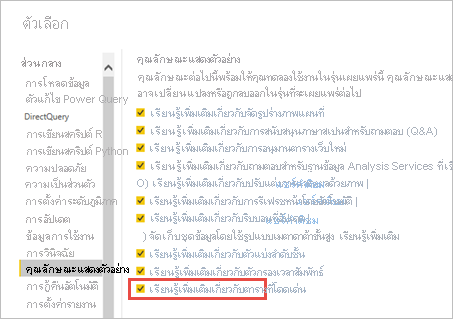 ตัวเลือก
ส่วนกลาง
การโหลดข้อมูล
ตัวแก้ไข Power Query
DirectQuery
การเขียนสคริปต์ R
การเขียนสคริปต์ Python
ความปลอดภัย
ความเป็นส่วนตัว
การตั้งค่าระดับภูมิภาค
การอัปเดต
ข้อมูลการใช้งาน
การวินิจฉัย
คุณลักษณะแสดงตัวอย่าง
การกู้คืนอัตโนมัติ
การตั้งค่ารายงาน
คุณลักษณะแสดงตัวอย่าง
คุณลักษณะต่อไปนี้พร้อมให้คุณทดลองใช้งานในรุ่นเผยแพร่นี้ คุณลักษณะแสด
อาจเปลี่ยนแปลงหรือถูกลบออกในรุ่นที่จะเผยแพร่ต่อไป
เรียนรู้เพิ่มเติมเกี่ยวกับวิชวลรูปร่างภาพแผนที่
เรียนรู้เพิ่มเติมเกี่ยวกับการสนับสนุนภาษาสเปนสำหรับถามตอบ (Q&A)
เรียนรู้เพิ่มเติมเกี่ยวกับการอนุมานตารางเว็บใหม่
เรียนรู้เพิ่มเติมเกี่ยวกับถามตอบสำหรับฐานข้อมูล Analysis Services ที่เชื
O) เรียนรู้เพิ่มเติมเกี่ยวกับปรับแต่ง
เรียนรู้เพิ่มเติมเกี่ยวกับการรีเฟรชหน้า
เรียนรู้เพิ่มเติมเกี่ยวกับ
) จัดเก็บชุดข้อมูลโดยใช้รูปแบบเมตาดาต้าขั้นสูง เรียนรู้เพิ่มเติม
เรียนรู้เพิ่มเติมเกี่ยวกับตัวแบ่งลำดับชั้น
เรียนรู้เพิ่มเติมเกี่ยวกับตัวกรองเวลาสัมพัทธ์
เรียนรู้เพิ่มเติมเกี่ยวกับตารางที่โดดเด่น